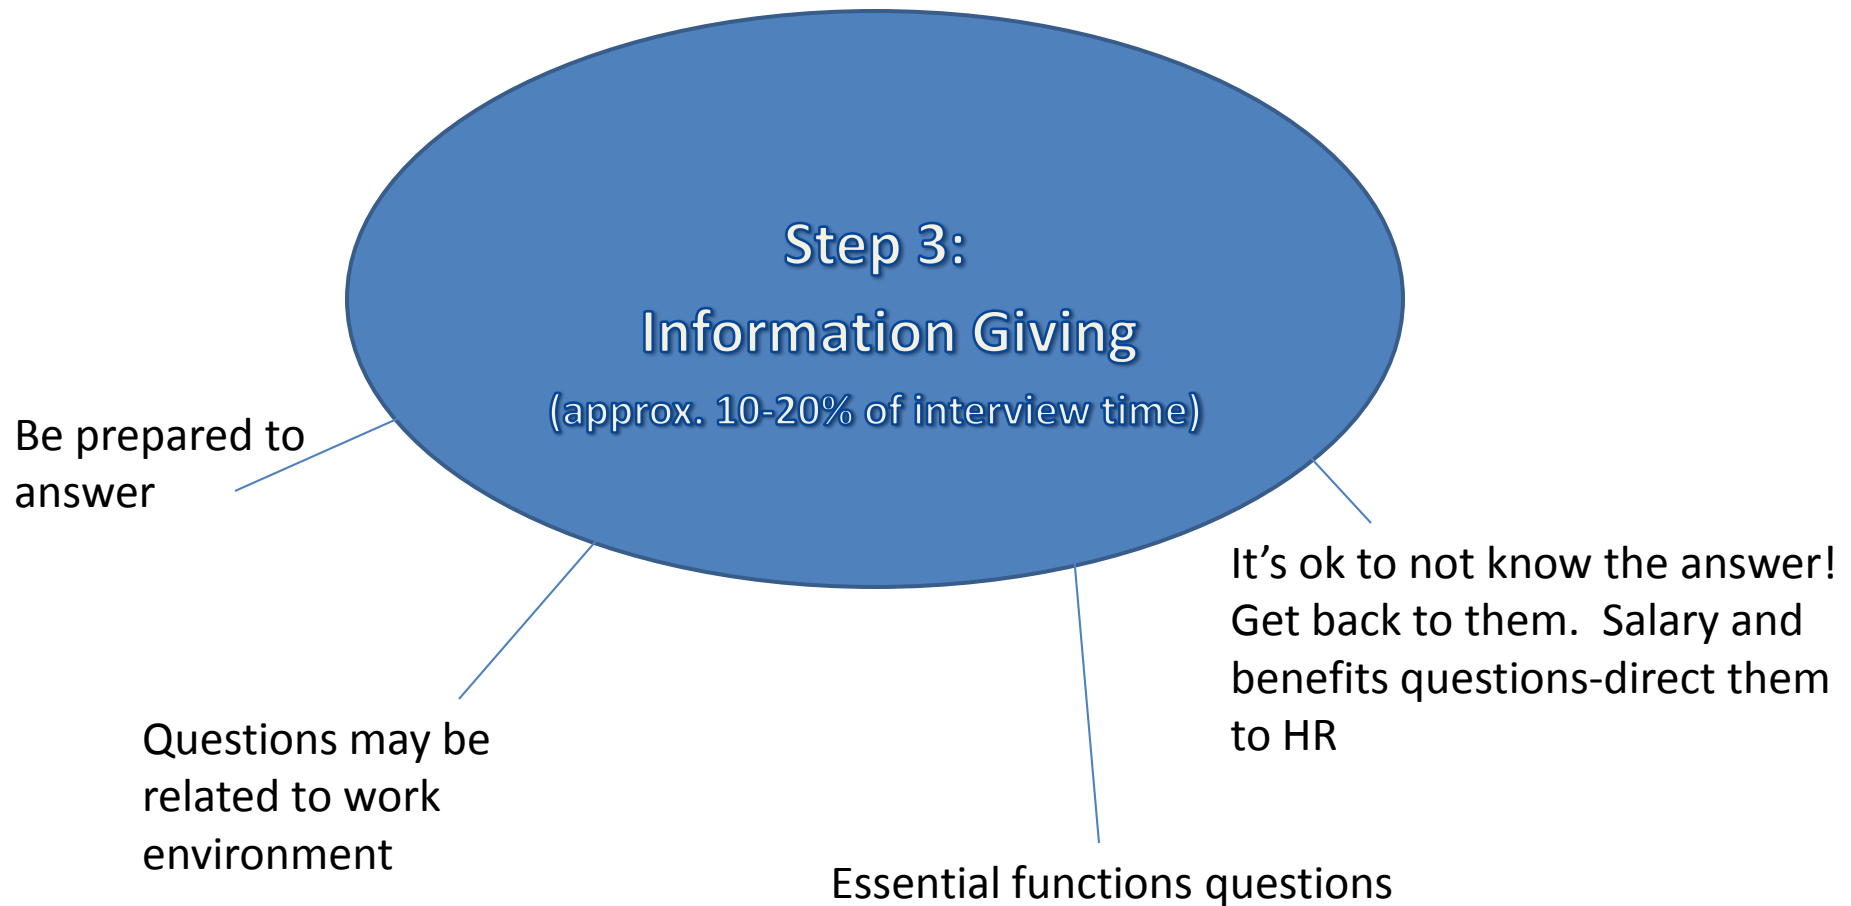 Step 3:
Information Giving
(approx. 10-20% of interview time)
Be prepared to
answer
Questions may be
related to work
environment
Essential functions questions
It’s ok to not know the answer!
Get back to them.  Salary and
benefits questions-direct them
to HR